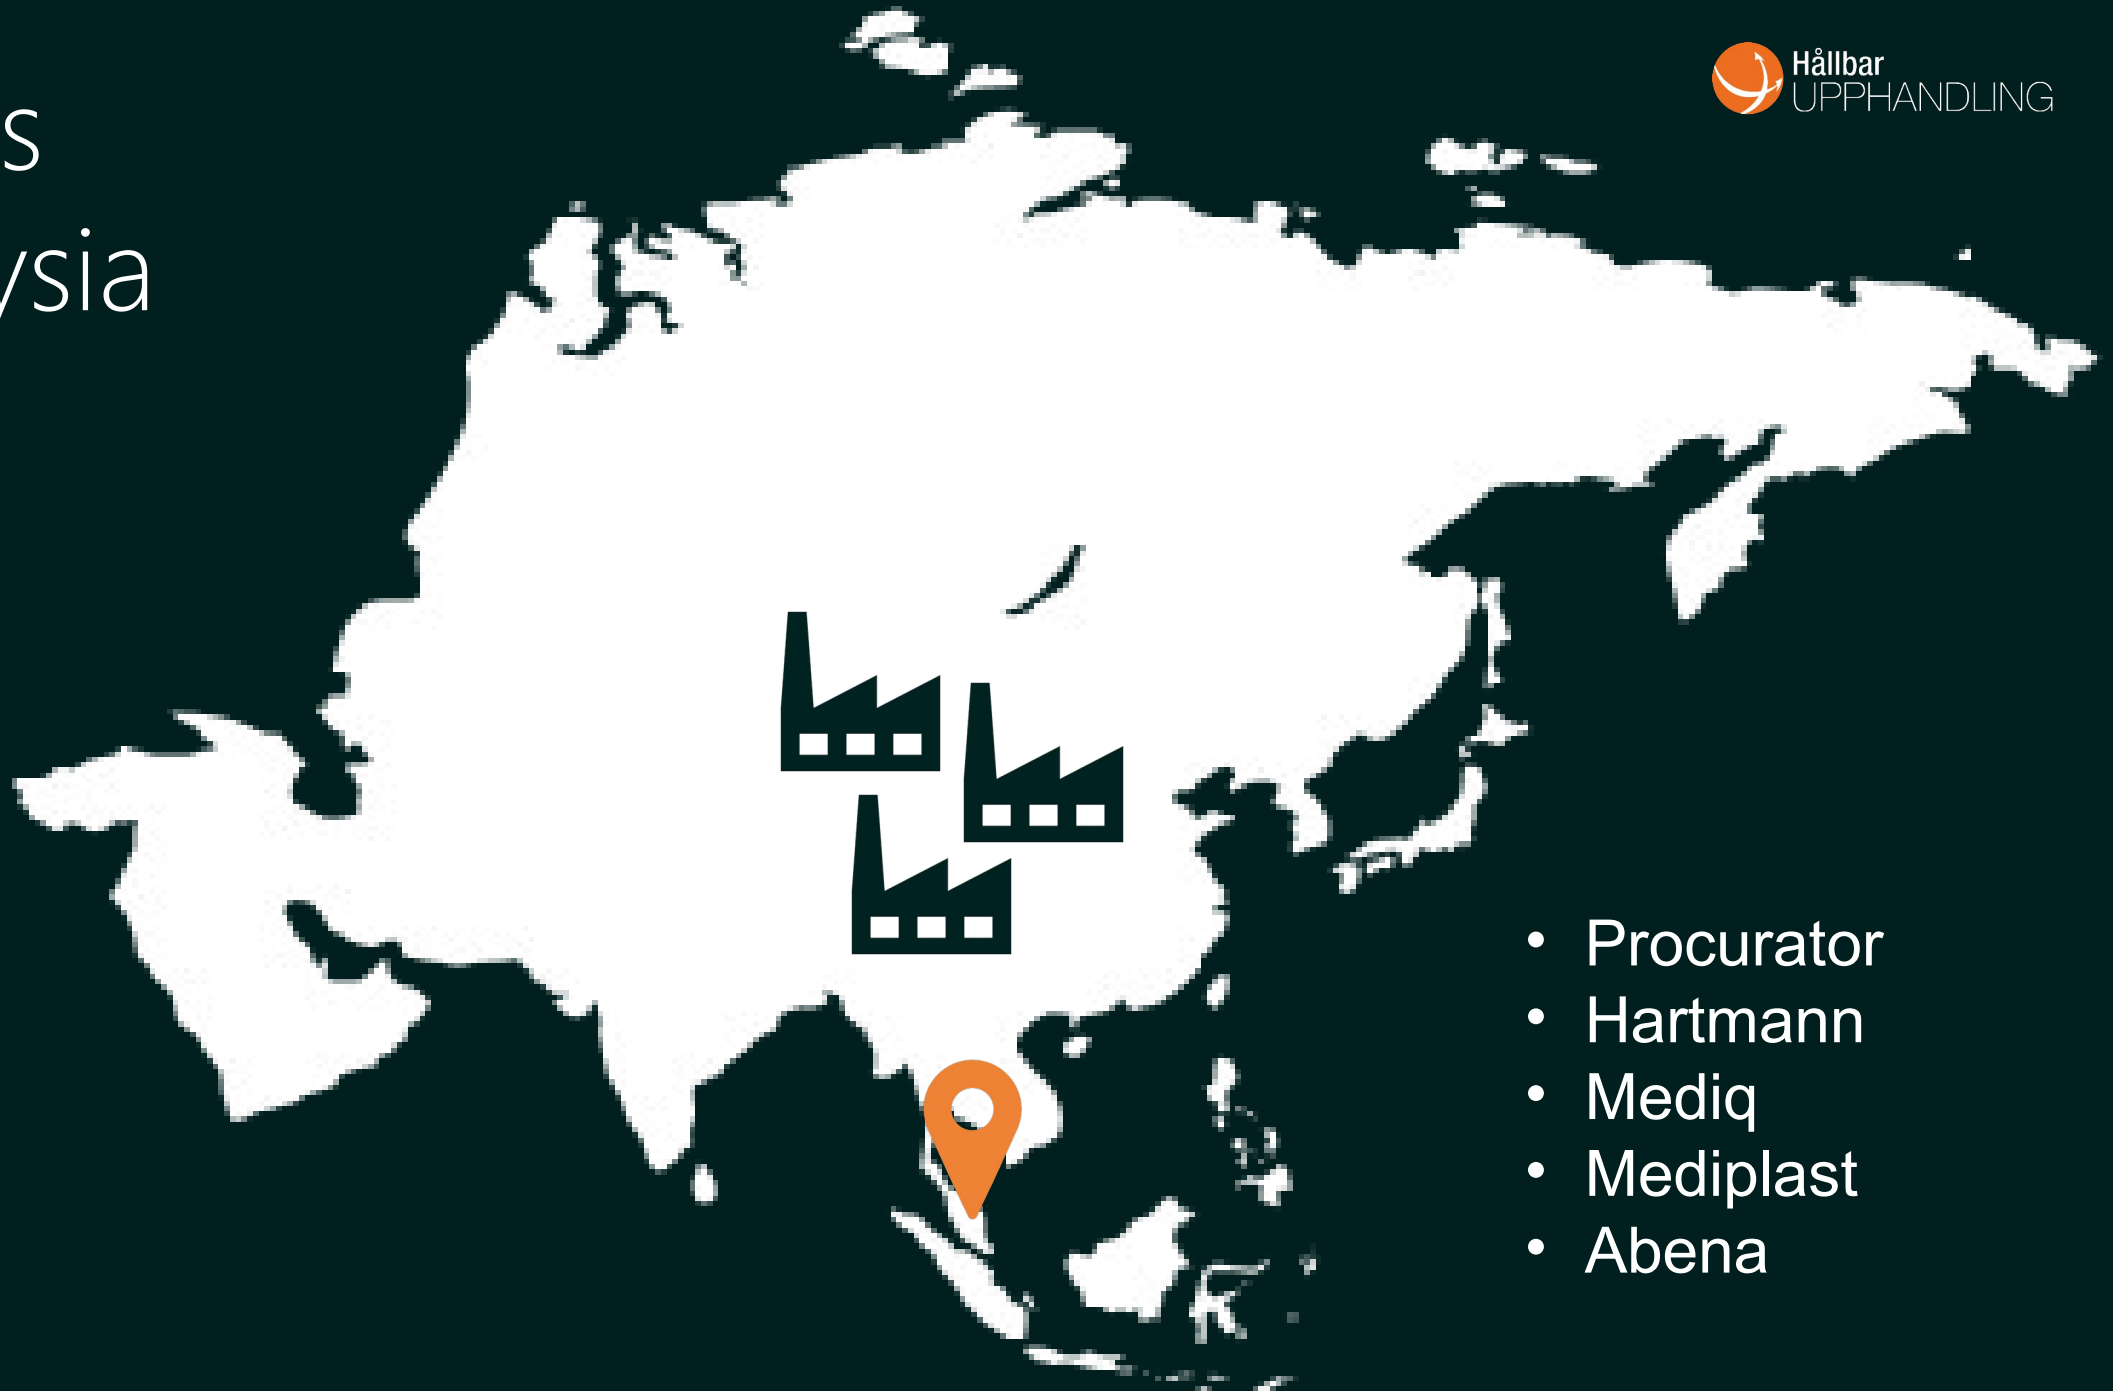 s
ysia
Hållbar
UPPHANDLING
• Procurator
• Hartmann
• Mediq
• Mediplast
• Abena